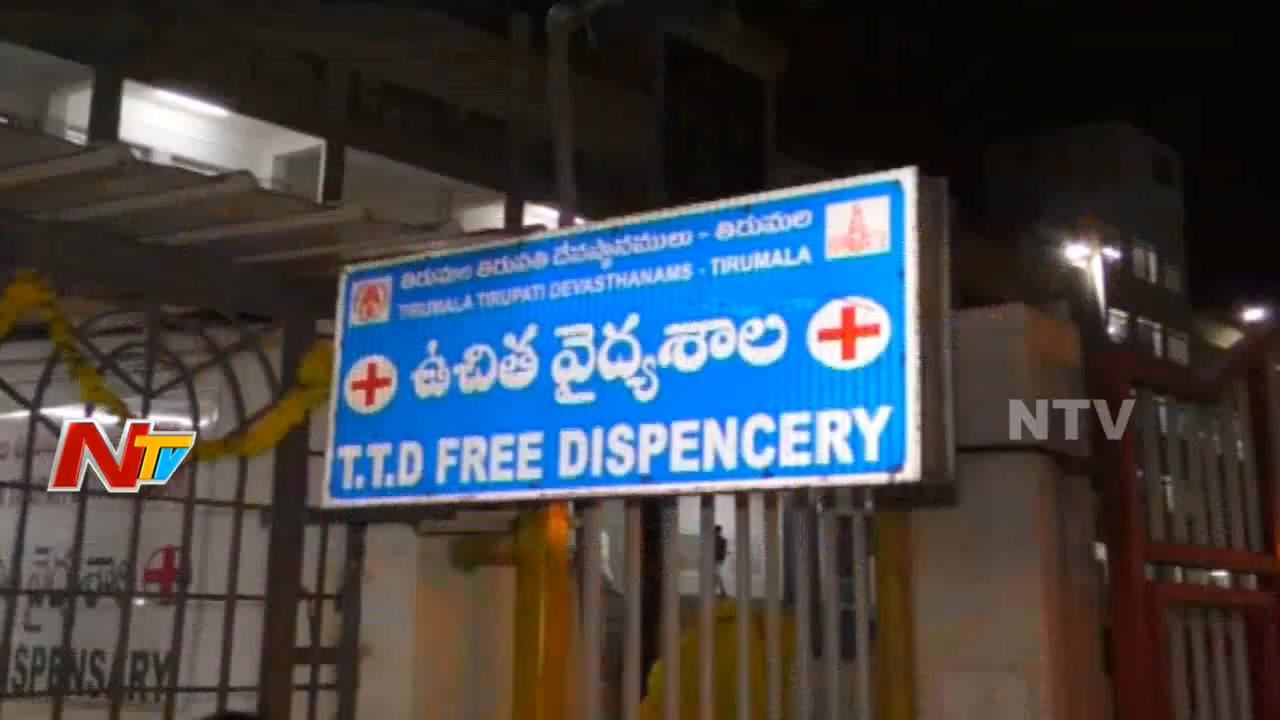 తిరుమల తిరుపతి దేవస్థానములు - తిరుమల
TIRUMALA TIRUPATI DEVASTHANAMS - TIRUMALA
ఉచిత వైద్యశాల
T.T.D FREE DISPENCERY
NTV
NTV
SPENSARY